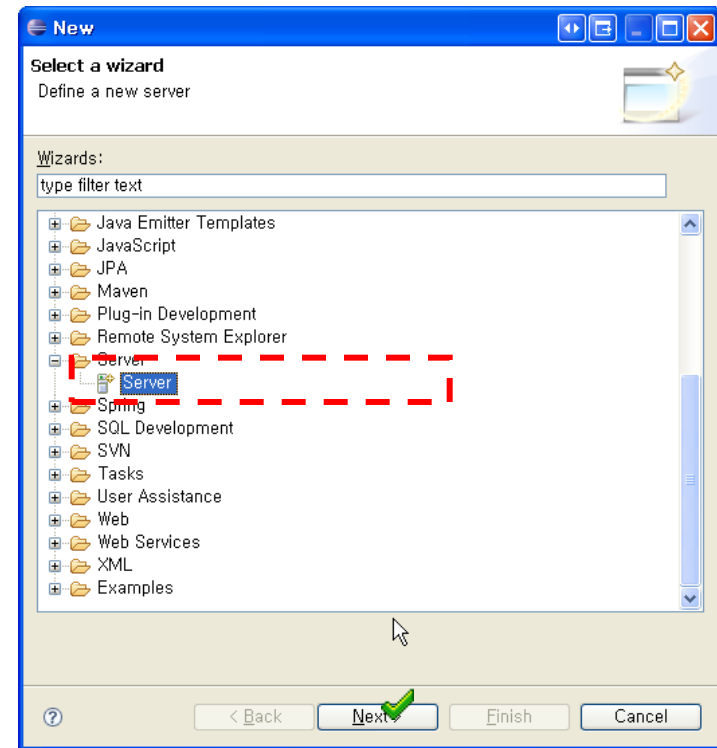 New
Select a wizard
Define a new server
Wizards:
type filter text
Java Emitter Templates
JavaScript
JPA
Maven
Plug-in Development
Remote System Explorer
Server
Server
Spring
SQL Development
SVN
Tasks
User Assistance
Web
Web Services
XML
Examples
< Back Next > Finish Cancel